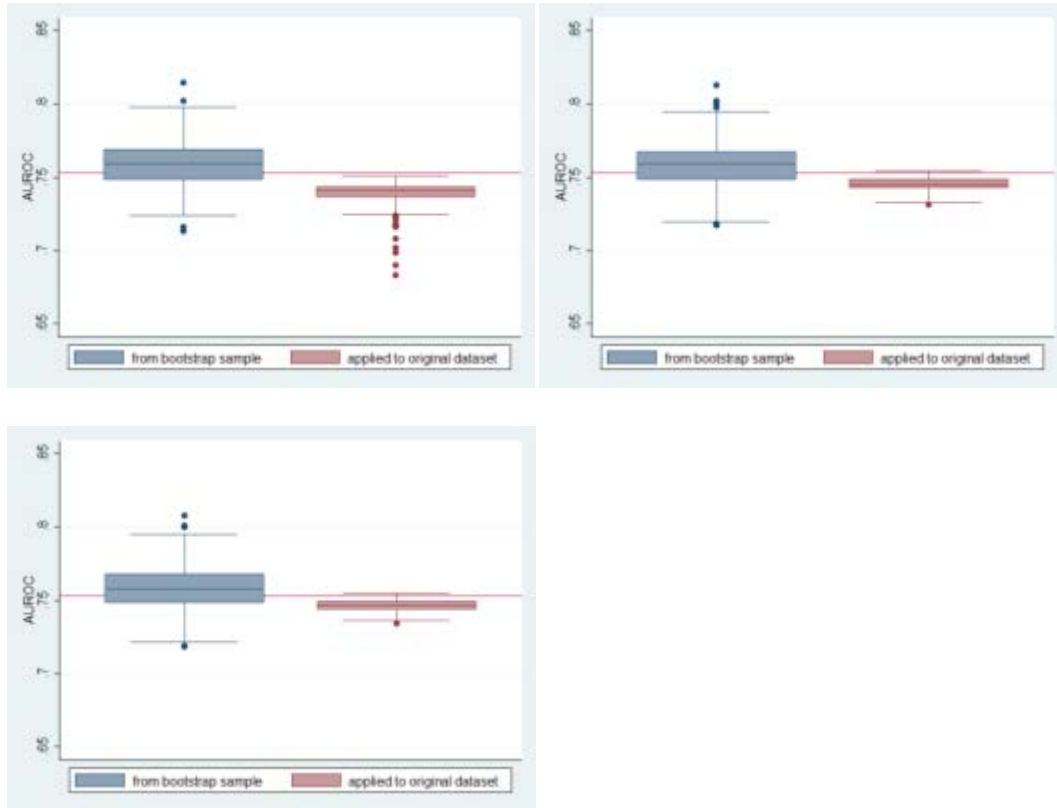 .85
.8
.75
.7
.65
AUROC
from bootstrap sample applied to original dataset
.85
.8
.75
.7
.65
AUROC
from bootstrap sample applied to original dataset
.85
.8
.75
.7
.65
AUROC
from bootstrap sample applied to original dataset